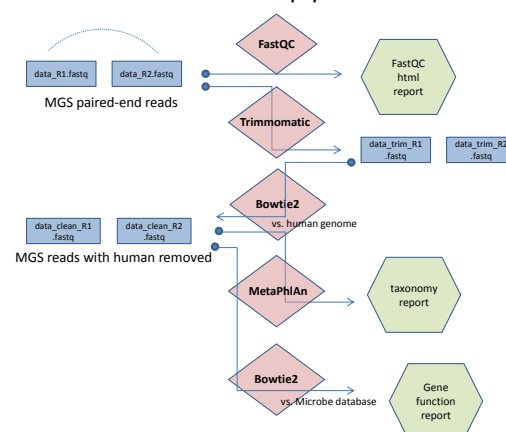 FastQC
data_R1.fastq
data_R2.fastq
FastQC
html
report
MGS paired-end reads
Trimmomatic
data_trim_R1
.fastq
data_trim_R2
.fastq
Bowtie2
vs. human genome
data_clean_R1
.fastq
data_clean_R2
.fastq
MGS reads with human removed
MetaPhlAn
taxonomy
report
Bowtie2
vs. Microbe database
Gene
function
report